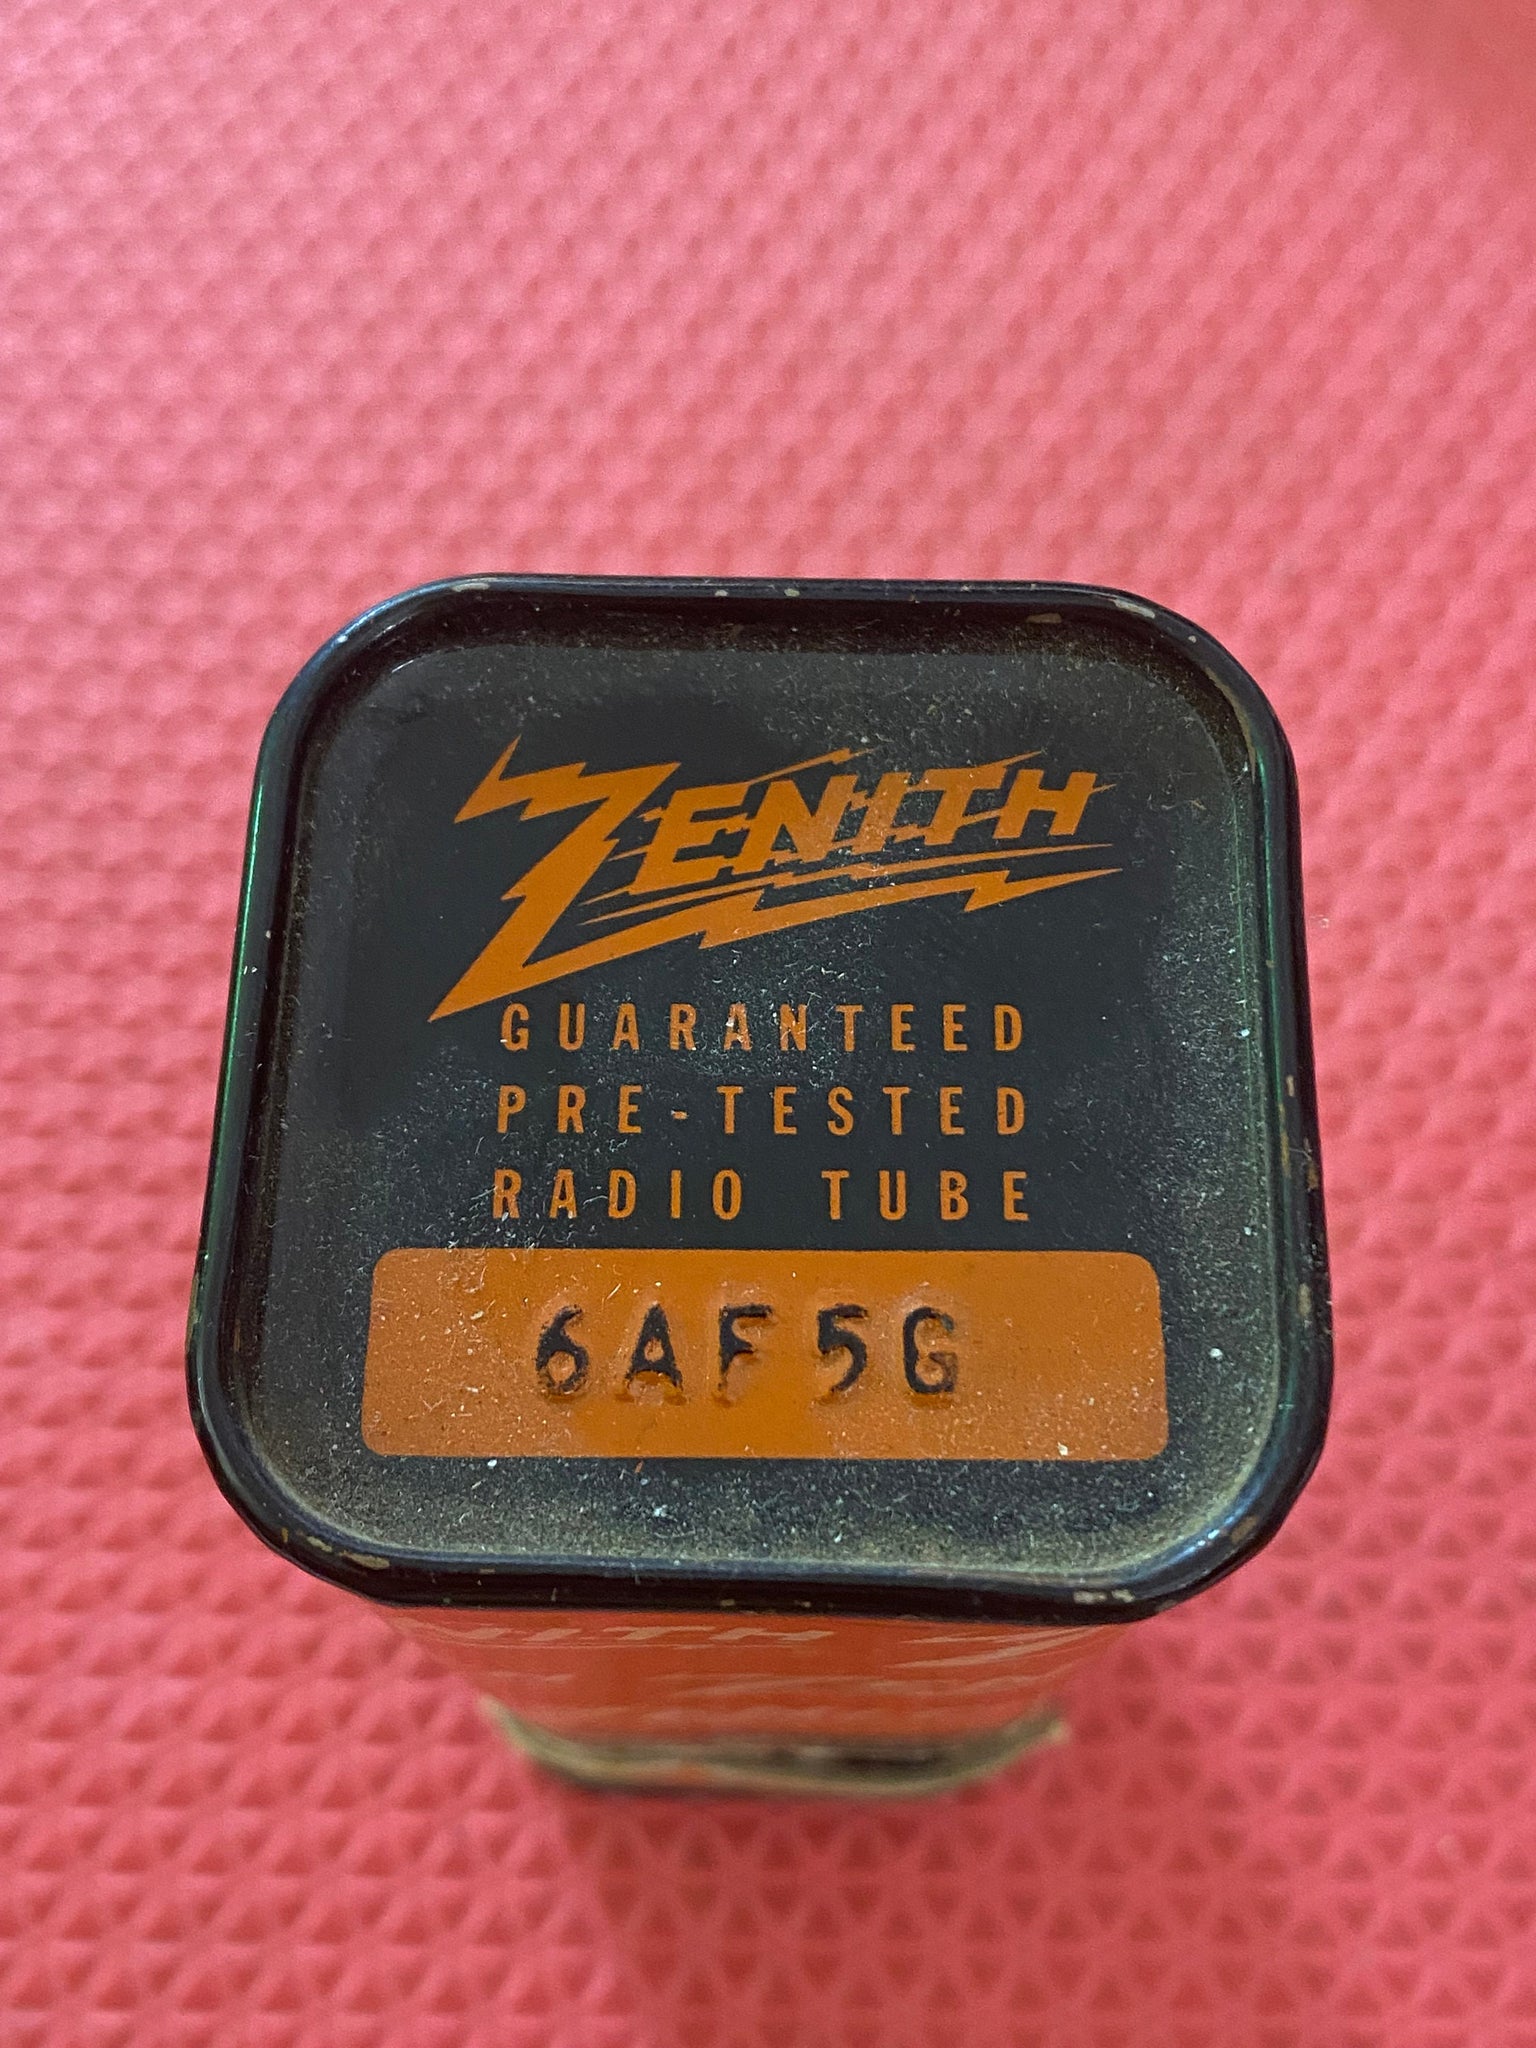 ZENITH
GUARANTEED
PRE-TESTED
RADIO TUBE
6AF5G